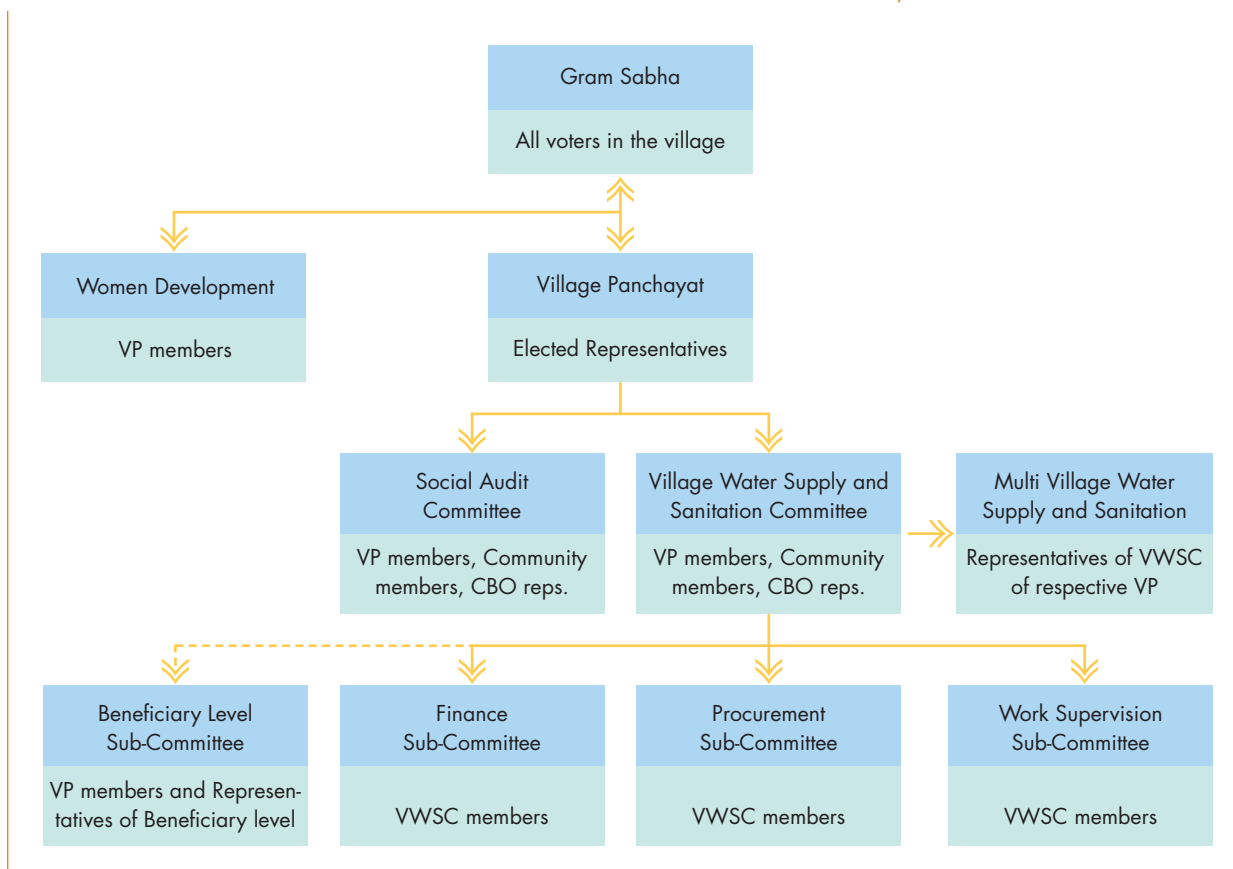 Gram Sabha
All voters in the village
Women Development
VP members
Village Panchayat
Elected Representatives
Social Audit
Committee
VP members, Community
members, CBO reps.
Village Water Supply and
Sanitation Committee
VP members, Community
members, CBO reps.
Multi Village Water
Supply and Sanitation
Representatives of VWSC
of respective VP
Beneficiary Level
Sub-Committee
VP members and Represen-
tatives of Beneficiary level
Finance
Sub-Committee
VWSC members
Procurement
Sub-Committee
VWSC members
Work Supervision
Sub-Committee
VWSC members